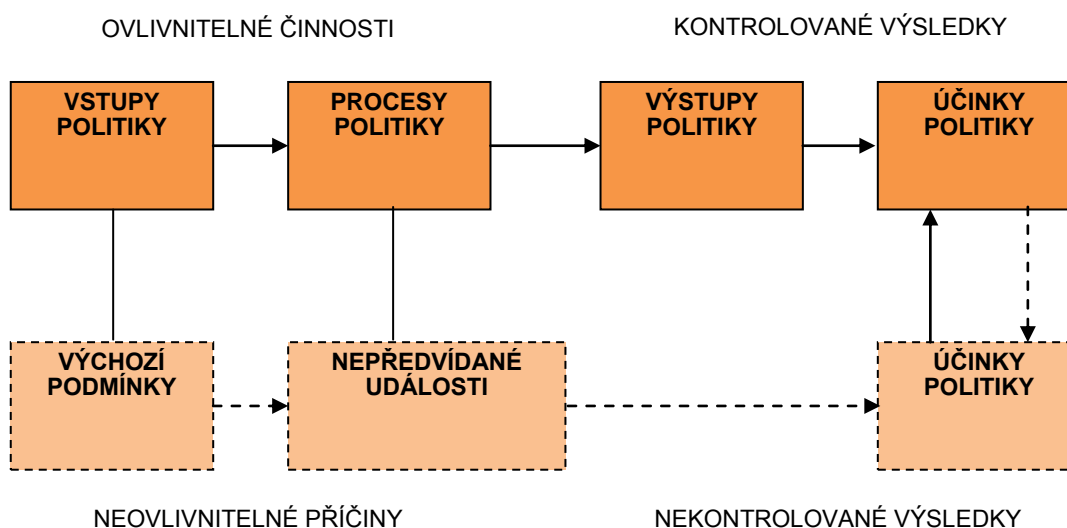 OVLIVNITELNÉ ČINNOSTI
KONTROLOVANÉ VÝSLEDKY
VSTUPY
POLITIKY
PROCESY
POLITIKY
VÝSTUPY
POLITIKY
ÚČINKY
POLITIKY
VÝCHOZÍ
PODMÍNKY
NEPŘEDVÍDANÉ
UDÁLOSTI
ÚČINKY
POLITIKY
NEOVLIVNITELNÉ PŘÍČINY
NEKONTROLOVANÉ VÝSLEDKY